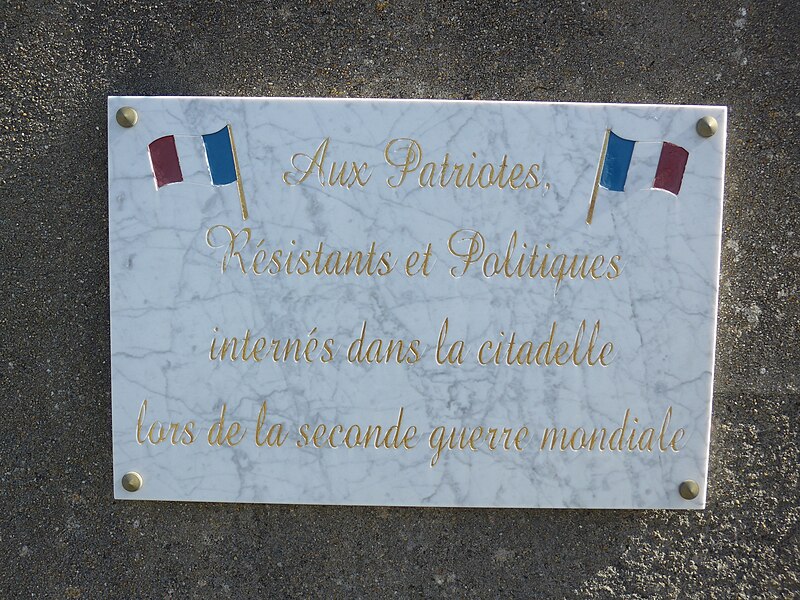 Aux Patriotes,
Résistants et Politiques
internés dans la citadelle
lors de la seconde guerre mondiale